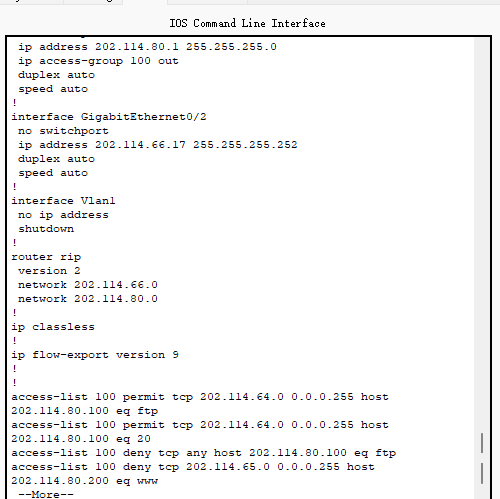 IOS Command Line Interface
ip address 202.114.80.1 255.255.255.0
ip access-group 100 out
duplex auto
speed auto
!
interface GigabitEthernet0/2
no switchport
ip address 202.114.66.17 255.255.255.252
duplex auto
speed auto
!
interface Vlan1
no ip address
shutdown
!
router rip
version 2
network 202.114.66.0
network 202.114.80.0
!
ip classless
!
ip flow-export version 9
!
!
access-list 100 permit tcp 202.114.64.0 0.0.0.255 host
202.114.80.100 eq ftp
access-list 100 permit tcp 202.114.64.0 0.0.0.255 host
202.114.80.100 eq 20
access-list 100 deny tcp any host 202.114.80.100 eq ftp
access-list 100 deny tcp 202.114.65.0 0.0.0.255 host
202.114.80.200 eq www
--More--